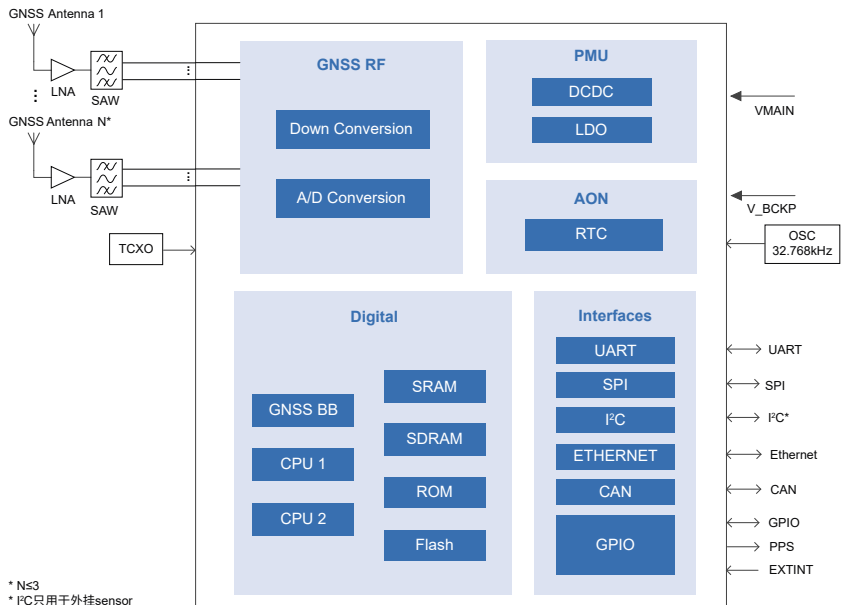 GNSS Antenna 1
LNA
SAW
⋮
GNSS Antenna N*
LNA
SAW
TCXO
GNSS RF
Down Conversion
A/D Conversion
PMU
DCDC
LDO
AON
RTC
VMAIN
V_BCKP
OSC
32.768kHz
Digital
GNSS BB
CPU 1
CPU 2
SRAM
SDRAM
ROM
Flash
Interfaces
UART
SPI
I²C
ETHERNET
CAN
GPIO
UART
SPI
I²C*
Ethernet
CAN
GPIO
PPS
EXTINT
* N≤3
* I²C只用于外挂sensor